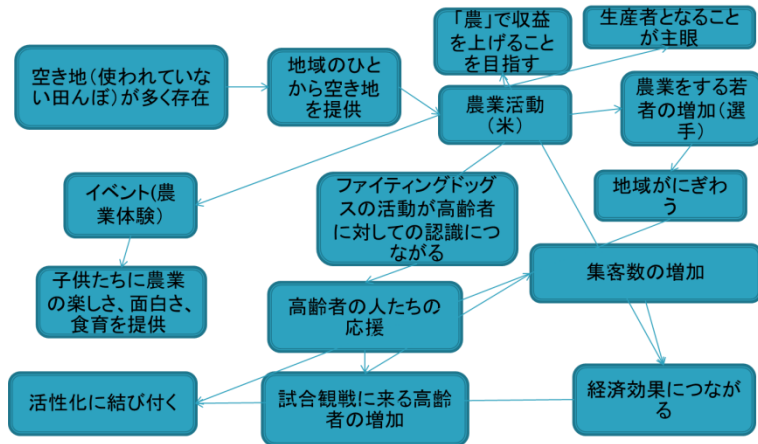 「農」で収益
を上げること
を目指す
生産者となること
が主眼
空き地（使われていな
い田んぼ）が多く存在
地域のひと
から空き地
を提供
農業活動
（米）
農業をする若
者の増加（選
手）
イベント(農
業体験）
ファイティングドッグ
スの活動が高齢者
に対しての認識につ
ながる
地域がにぎ
わう
子供たちに農業
の楽しさ、面白さ、
食育を提供
高齢者の人たちの
応援
集客数の増加
活性化に結び付く
試合観戦に来る高齢
者の増加
経済効果につなが
る